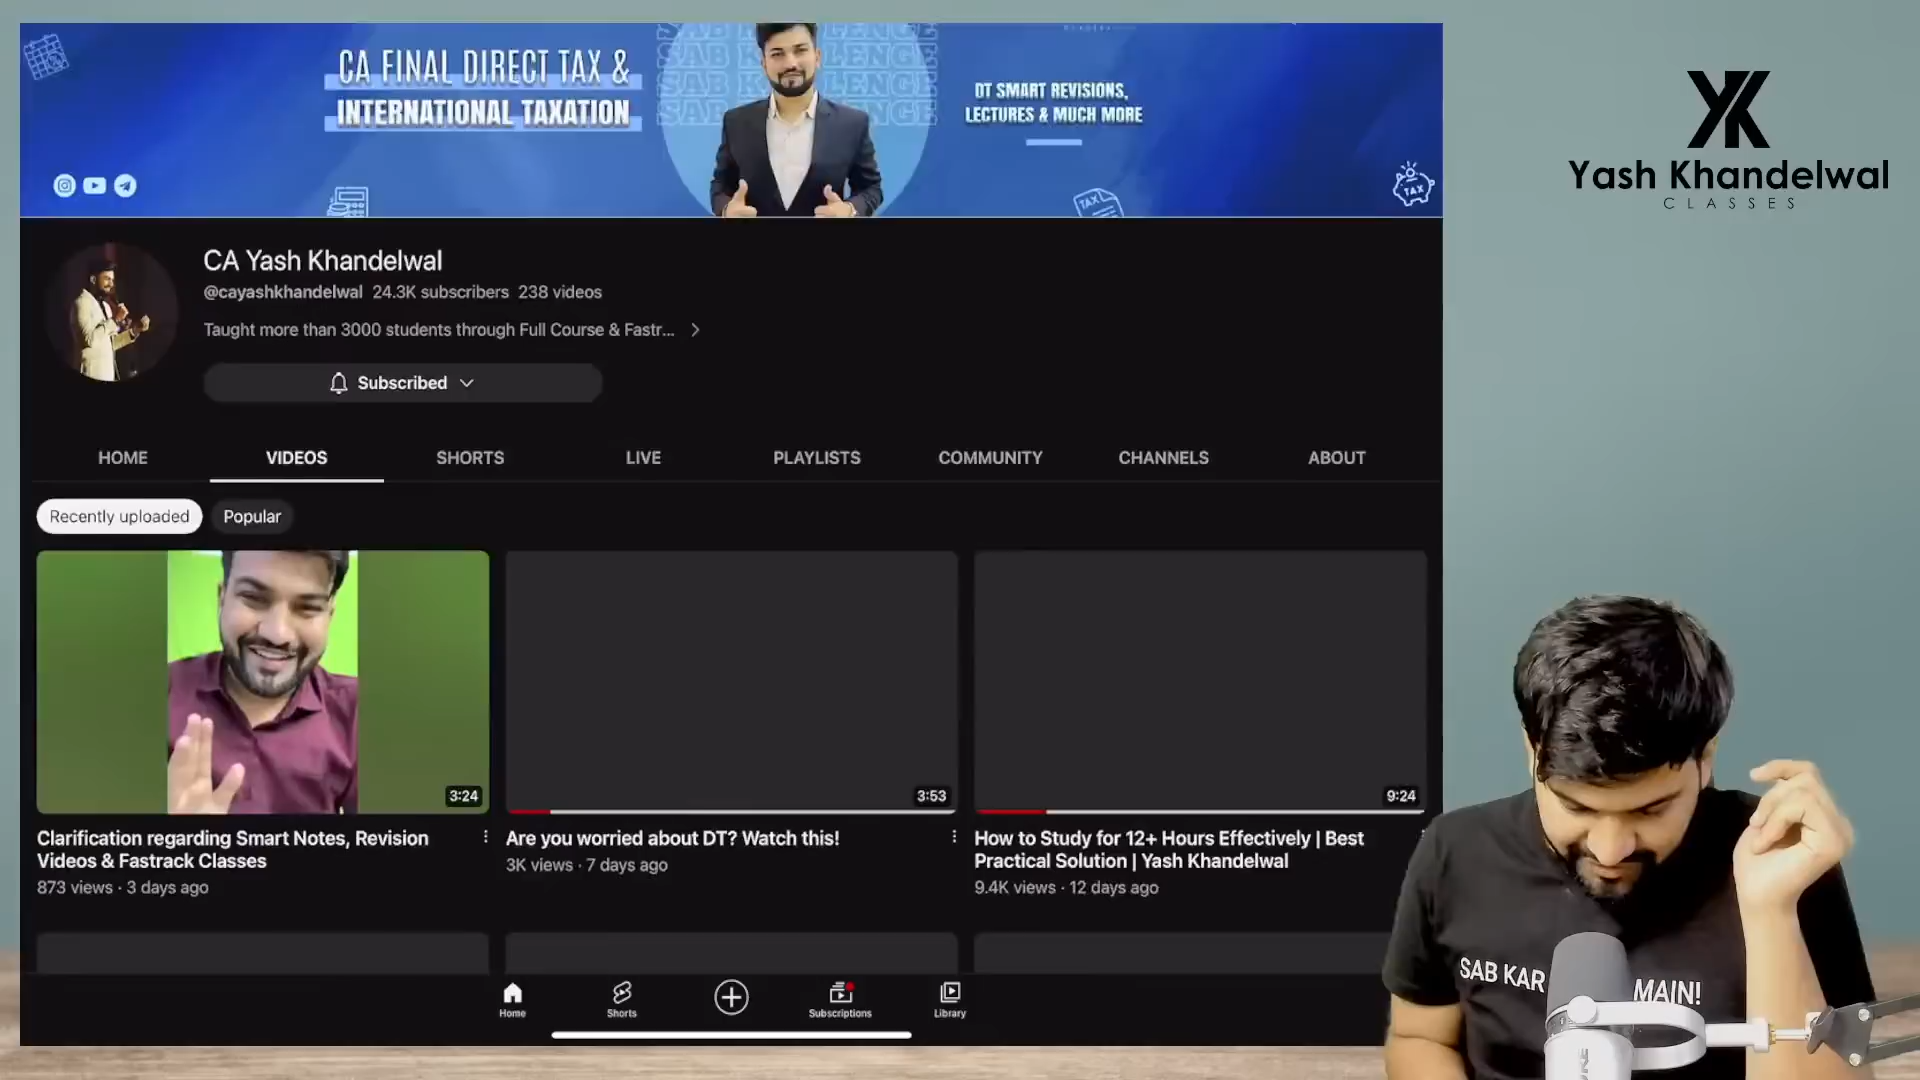 CA FINAL DIRECT TAX &
INTERNATIONAL TAXATION
DT SMART REVISIONS,
LECTURES & MUCH MORE
TAX
TAX
Yash Khandelwal
CLASSES
CA Yash Khandelwal
@cayashkhandelwal 24.3K subscribers 238 videos
Taught more than 3000 students through Full Course & Fastr...
Subscribed
HOME VIDEOS SHORTS LIVE PLAYLISTS COMMUNITY CHANNELS ABOUT
Recently uploaded Popular
3:24 3:53 9:24
Clarification regarding Smart Notes, Revision
Videos & Fastrack Classes
873 views · 3 days ago
Are you worried about DT? Watch this!
3K views · 7 days ago
How to Study for 12+ Hours Effectively | Best
Practical Solution | Yash Khandelwal
9.4K views · 12 days ago
SAB KAR MAIN!
Home Shorts Subscriptions Library